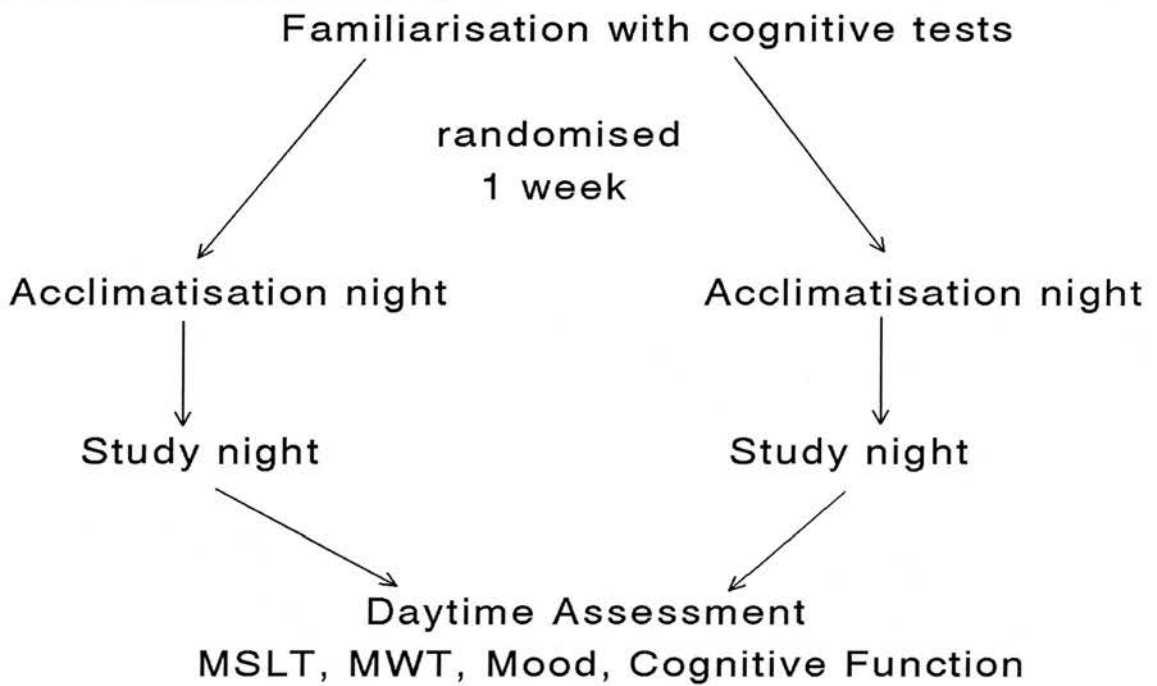 Familiarisation with cognitive tests
randomised
1 week
Acclimatisation night
Acclimatisation night
Study night
Study night
Daytime Assessment
MSLT, MWT, Mood, Cognitive Function